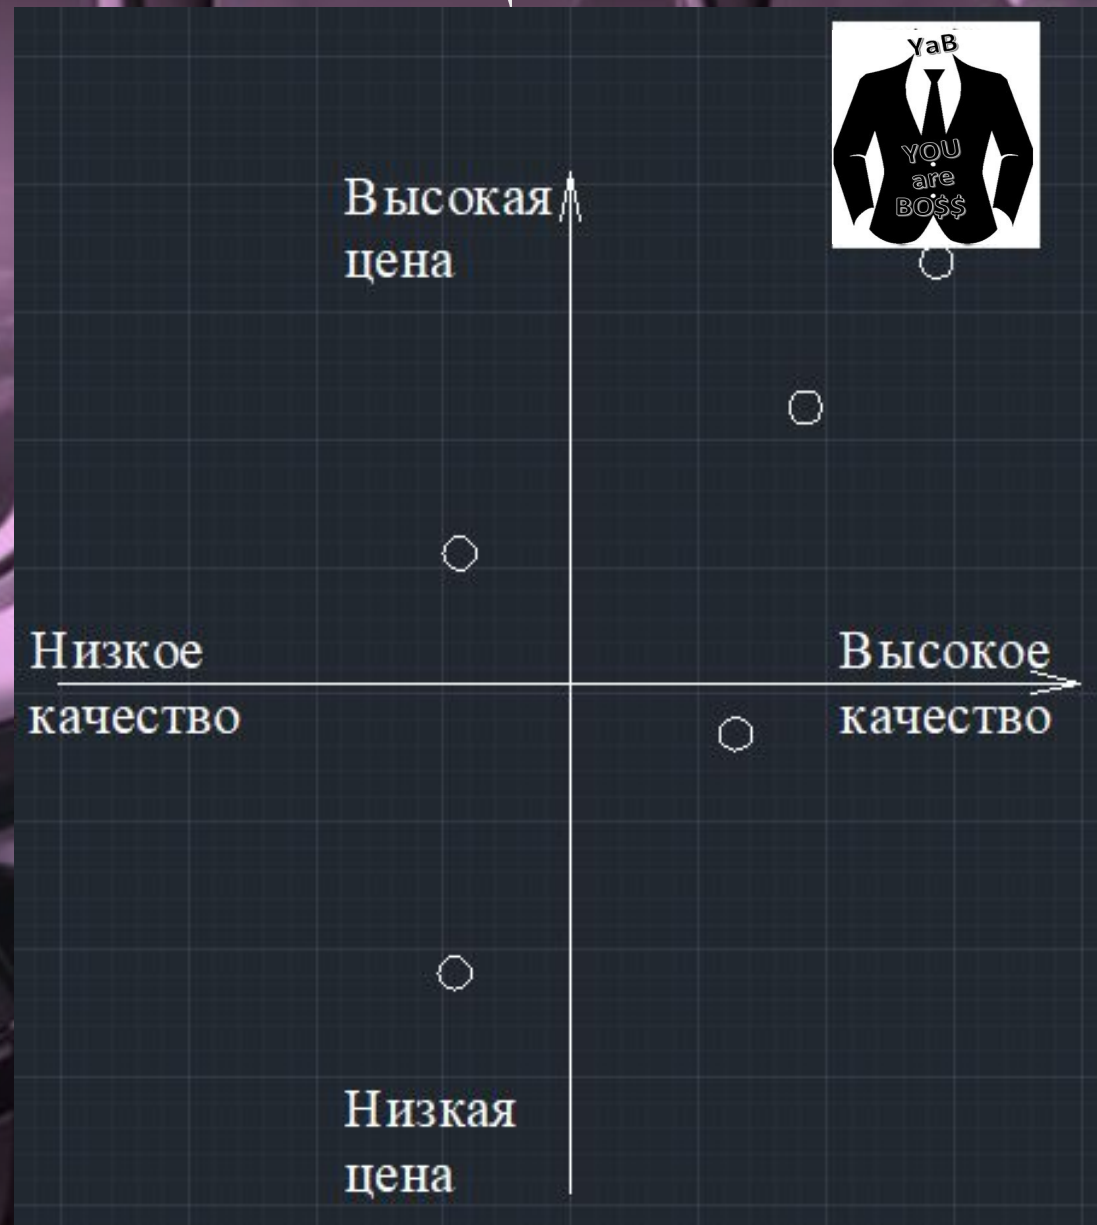 YaB
YOU
are
BO$$
Высокая
цена
Низкое
качество
Высокое
качество
Низкая
цена